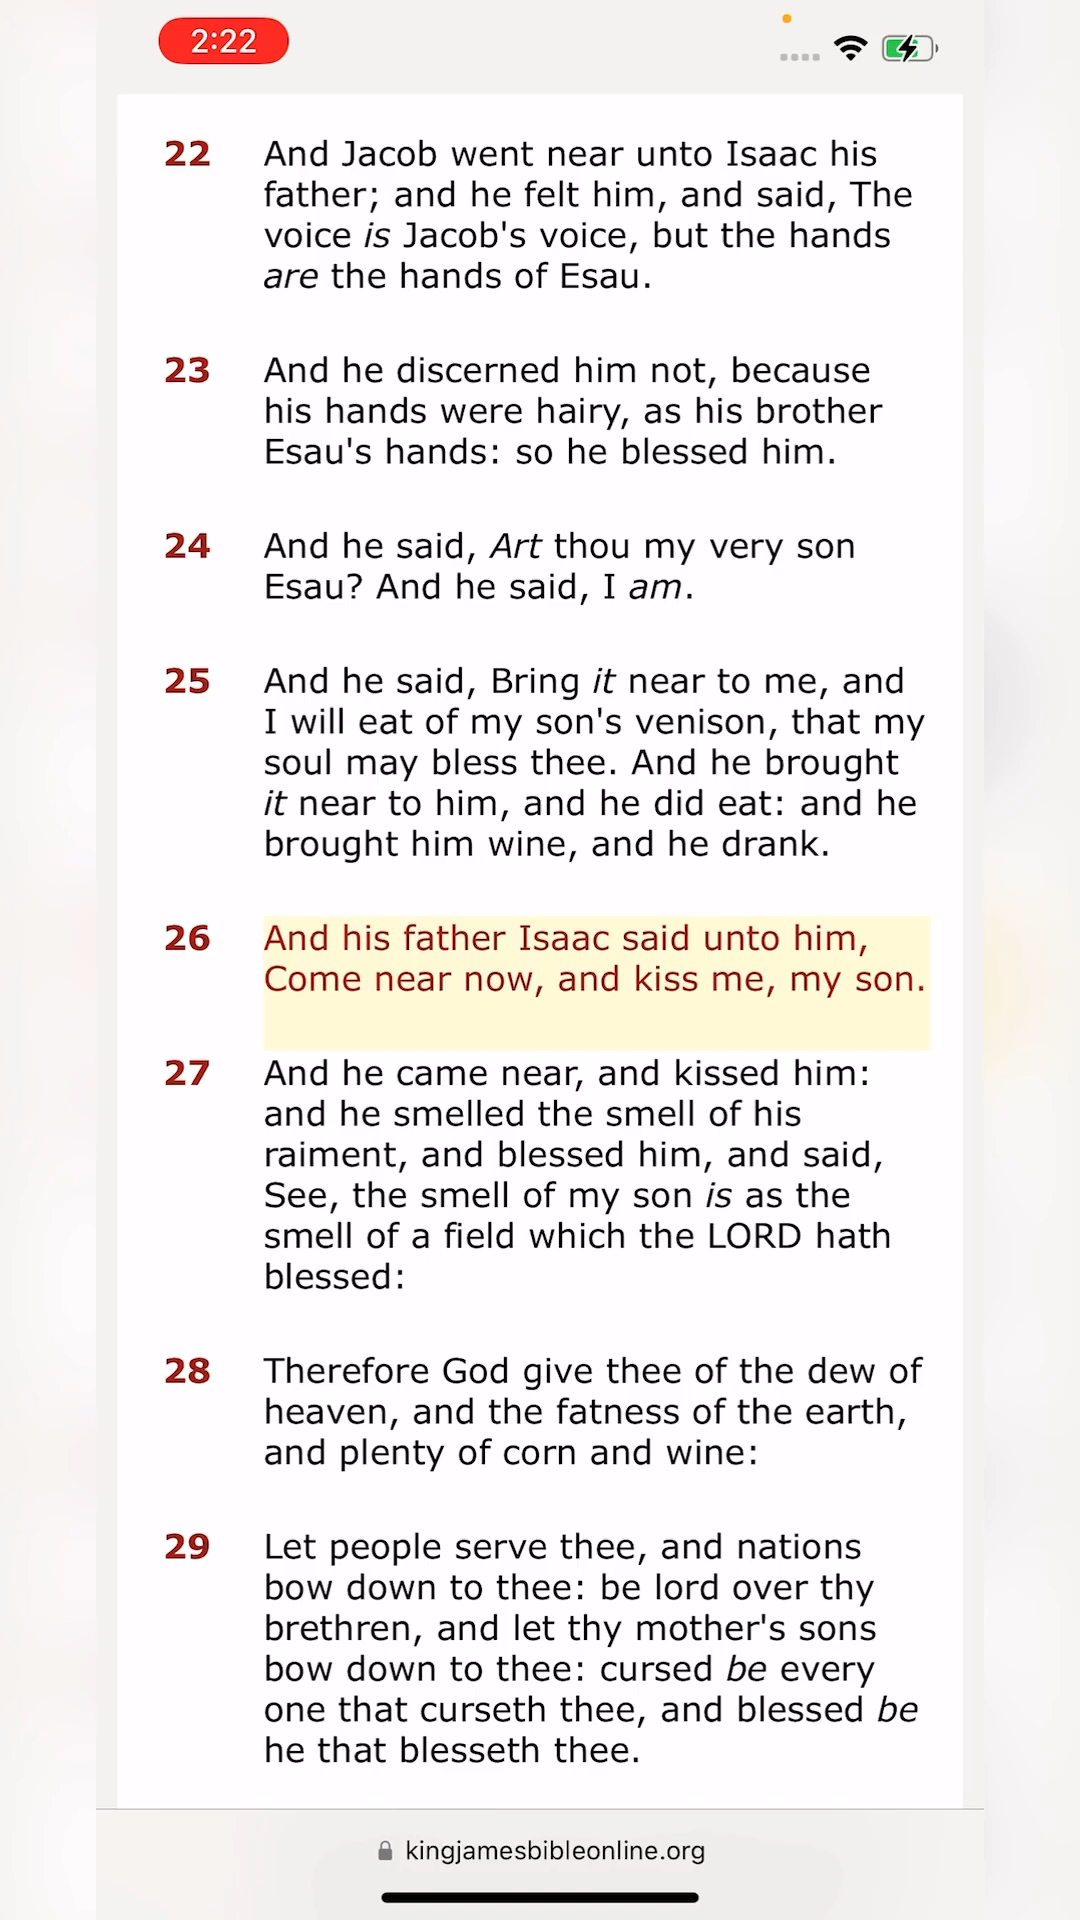 2:22
22 And Jacob went near unto Isaac his
father; and he felt him, and said, The
voice is Jacob's voice, but the hands
are the hands of Esau.
23 And he discerned him not, because
his hands were hairy, as his brother
Esau's hands: so he blessed him.
24 And he said, Art thou my very son
Esau? And he said, I am.
25 And he said, Bring it near to me, and
I will eat of my son's venison, that my
soul may bless thee. And he brought
it near to him, and he did eat: and he
brought him wine, and he drank.
26 And his father Isaac said unto him,
Come near now, and kiss me, my son.
27 And he came near, and kissed him:
and he smelled the smell of his
raiment, and blessed him, and said,
See, the smell of my son is as the
smell of a field which the LORD hath
blessed:
28 Therefore God give thee of the dew of
heaven, and the fatness of the earth,
and plenty of corn and wine:
29 Let people serve thee, and nations
bow down to thee: be lord over thy
brethren, and let thy mother's sons
bow down to thee: cursed be every
one that curseth thee, and blessed be
he that blesseth thee.
kingjamesbibleonline.org